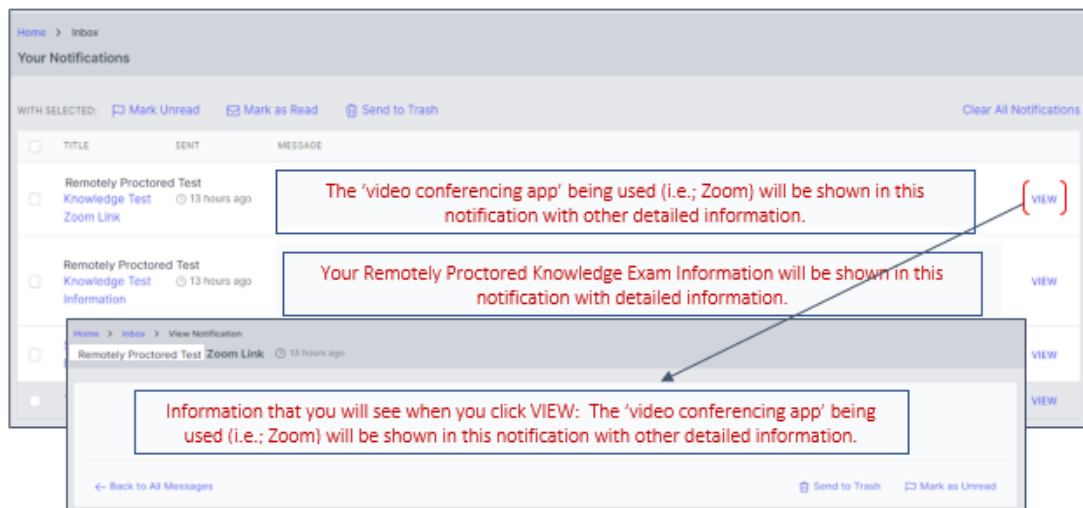 Home > Inbox
Your Notifications
WITH SELECTED: Mark Unread Mark as Read Send to Trash Clear All Notifications
TITLE SENT MESSAGE
Remotely Proctored Test
Knowledge Test 13 hours ago
Zoom Link
The ‘video conferencing app’ being used (i.e.; Zoom) will be shown in this
notification with other detailed information.
VIEW
Remotely Proctored Test
Knowledge Test 13 hours ago
Information
Your Remotely Proctored Knowledge Exam Information will be shown in this
notification with detailed information.
VIEW
VIEW
VIEW
Home > Inbox > View Notification
Remotely Proctored Test Zoom Link 13 hours ago
Information that you will see when you click VIEW: The ‘video conferencing app’ being
used (i.e.; Zoom) will be shown in this notification with other detailed information.
← Back to All Messages Send to Trash Mark as Unread